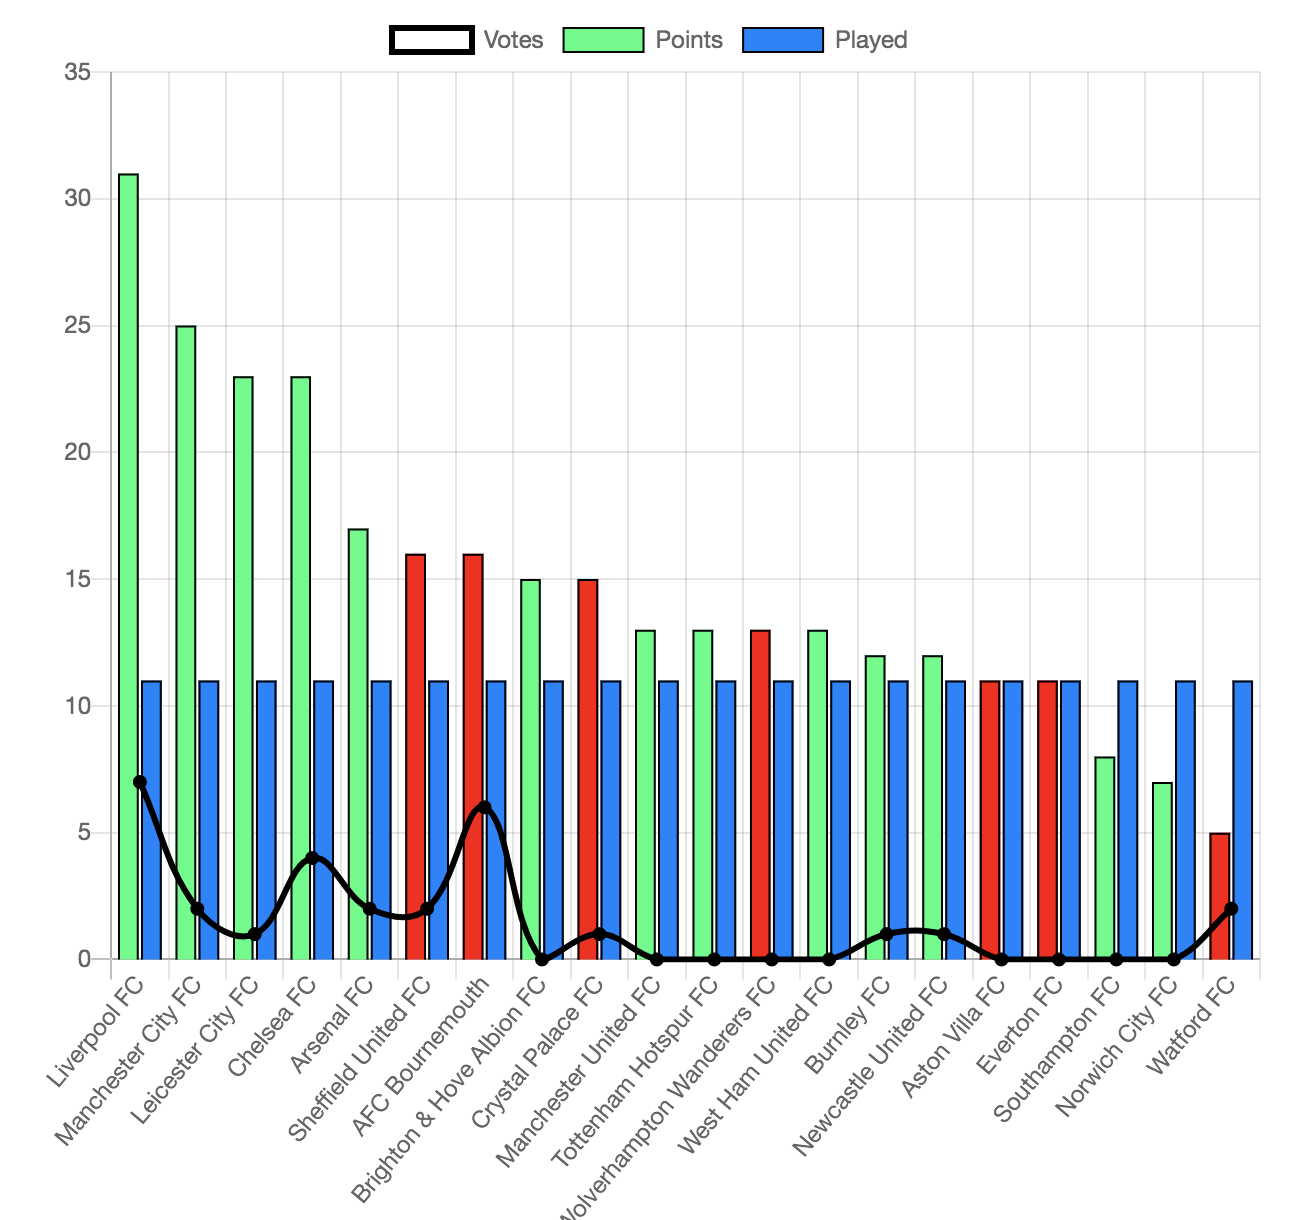 Votes Points Played
35
30
25
20
15
10
5
0
Liverpool FC
Manchester City FC
Leicester City FC
Chelsea FC
Arsenal FC
Sheffield United FC
AFC Bournemouth
Brighton & Hove Albion FC
Crystal Palace FC
Manchester United FC
Tottenham Hotspur FC
Wolverhampton Wanderers FC
West Ham United FC
Burnley FC
Newcastle United FC
Aston Villa FC
Everton FC
Southampton FC
Norwich City FC
Watford FC